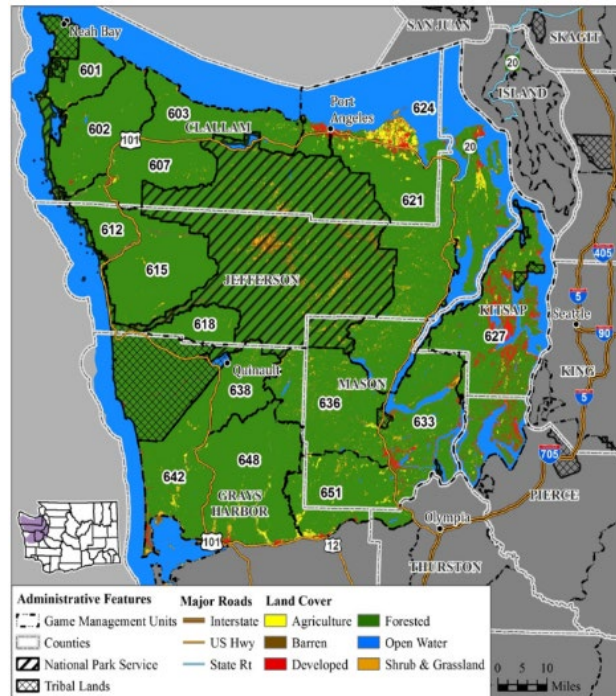 SAN JUAN
SKAGIT
Neah Bay
601
20
ISLAND
603
Port
Angeles
624
602
CLALLAM
101
20
607
621
612
405
615
JEFFERSON
5
KITSAP
Seattle
618
90
627
Quinault
MASON
KING
638
636
5
633
648
705
642
GRAYS
HARBOR
651
PIERCE
Olympia
101
12
THURSTON
Administrative Features
Game Management Units
Counties
National Park Service
Tribal Lands
Major Roads
Interstate
US Hwy
State Rt
Land Cover
Agriculture
Barren
Developed
Forested
Open Water
Shrub & Grassland
0 5 10
Miles